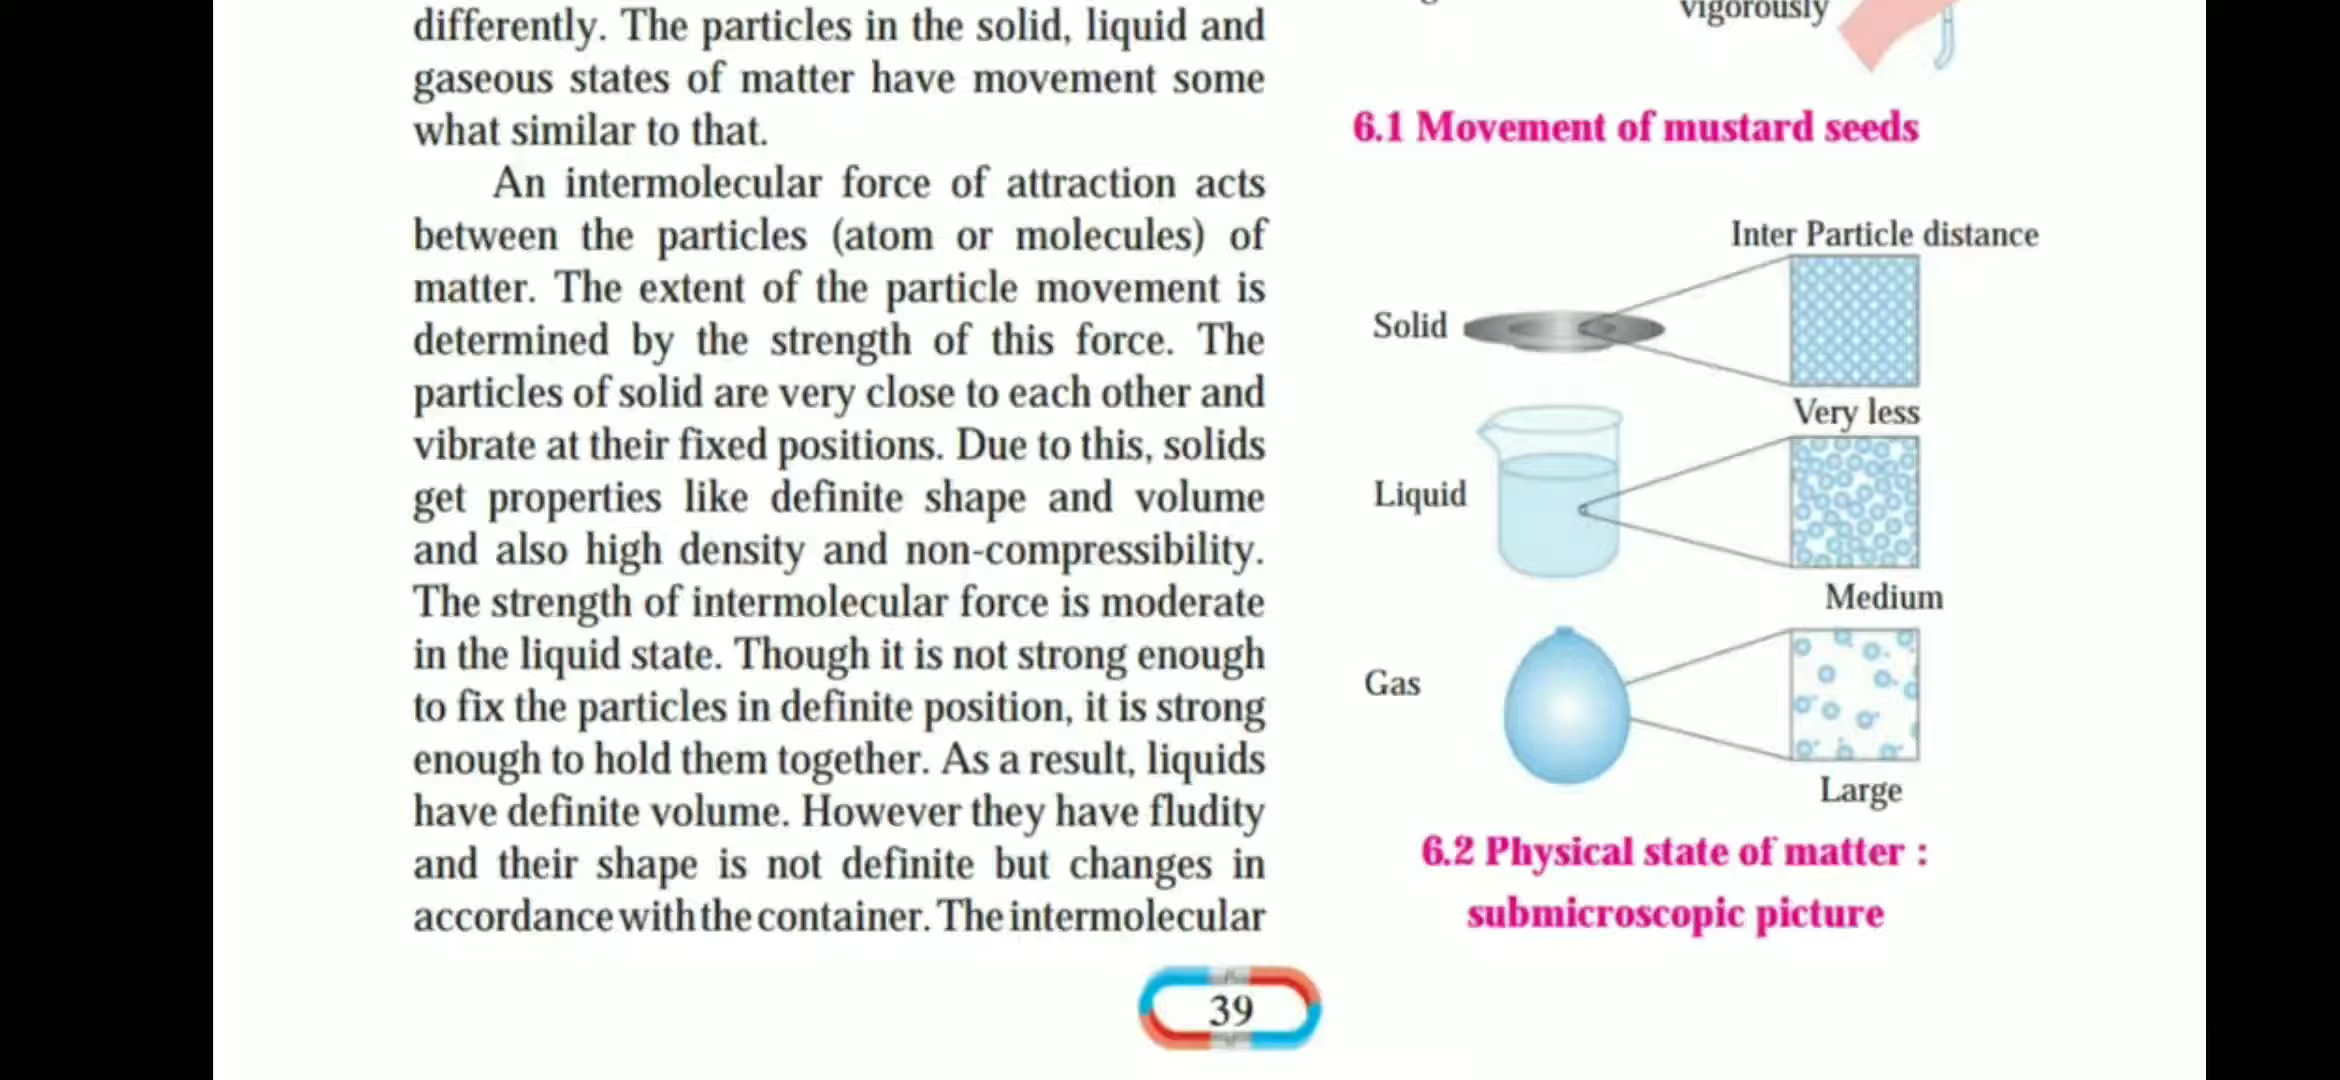 differently. The particles in the solid, liquid and
gaseous states of matter have movement some
what similar to that.
An intermolecular force of attraction acts
between the particles (atom or molecules) of
matter. The extent of the particle movement is
determined by the strength of this force. The
particles of solid are very close to each other and
vibrate at their fixed positions. Due to this, solids
get properties like definite shape and volume
and also high density and non-compressibility.
The strength of intermolecular force is moderate
in the liquid state. Though it is not strong enough
to fix the particles in definite position, it is strong
enough to hold them together. As a result, liquids
have definite volume. However they have fludity
and their shape is not definite but changes in
accordance with the container. The intermolecular
vigorously
6.1 Movement of mustard seeds
Inter Particle distance
Solid
Very less
Liquid
Medium
Gas
Large
6.2 Physical state of matter :
submicroscopic picture
39